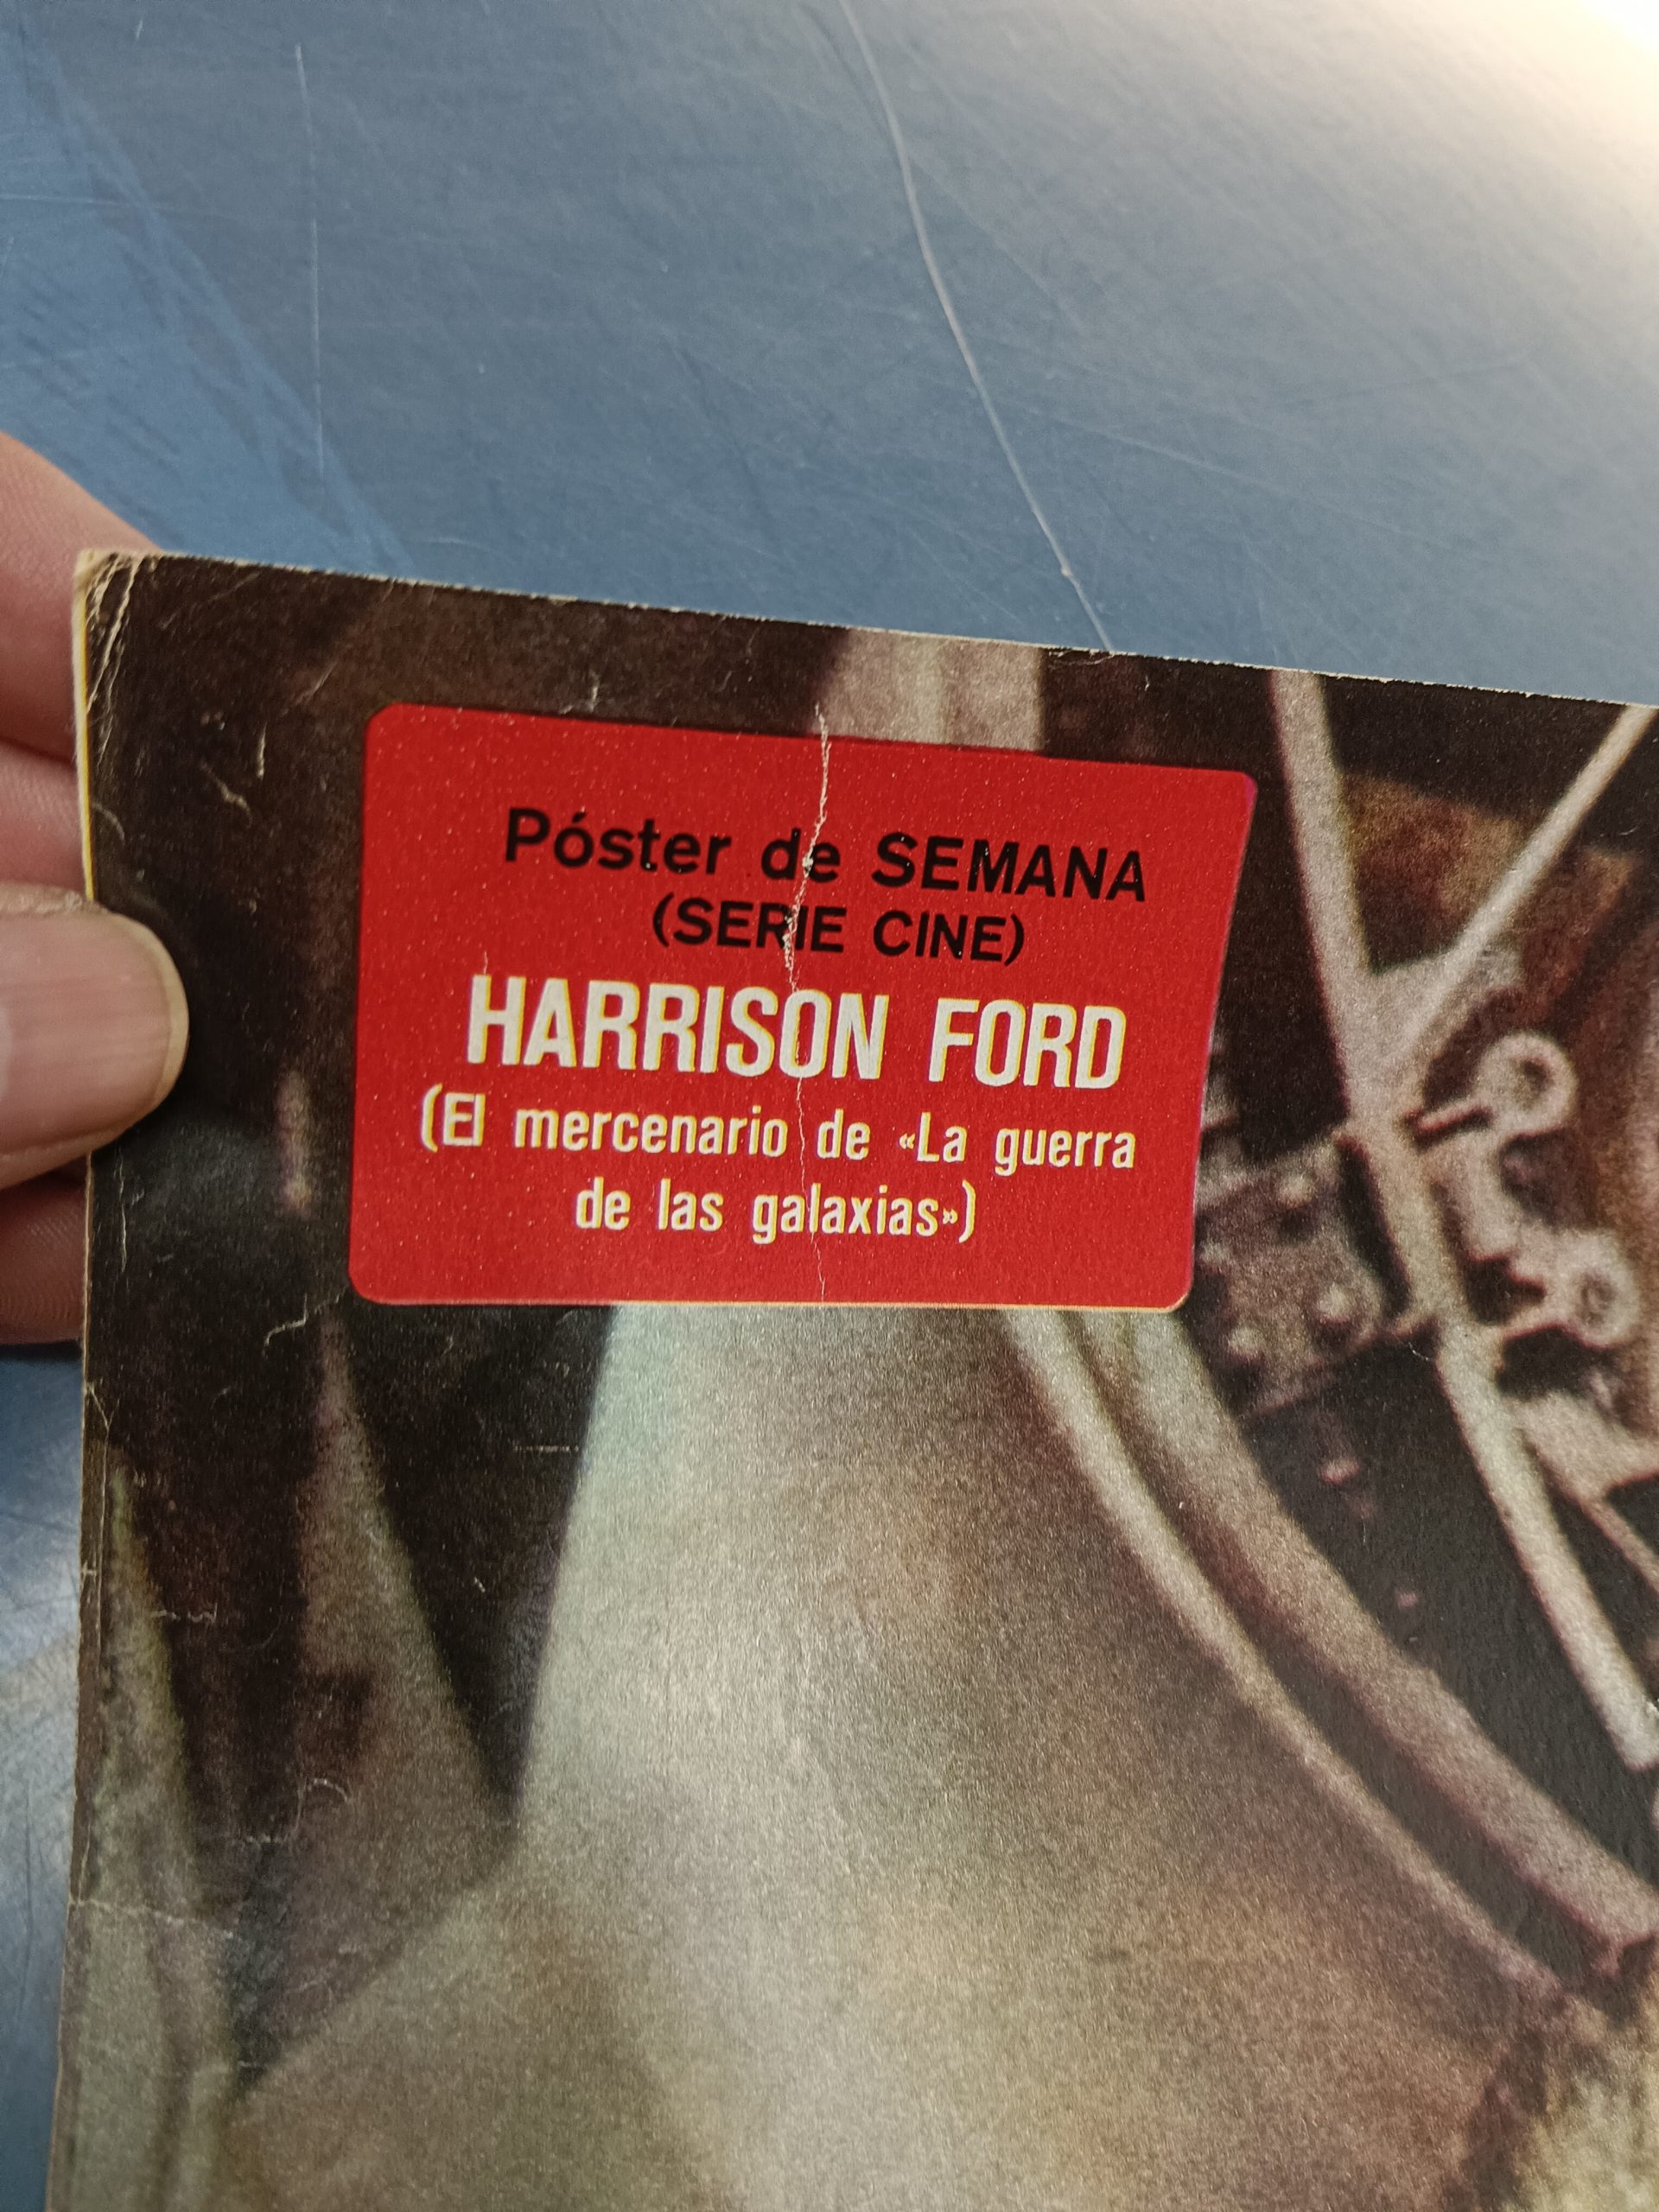 Póster de SEMANA
(SERIE CINE)
HARRISON FORD
(El mercenario de «La guerra
de las galaxias»)